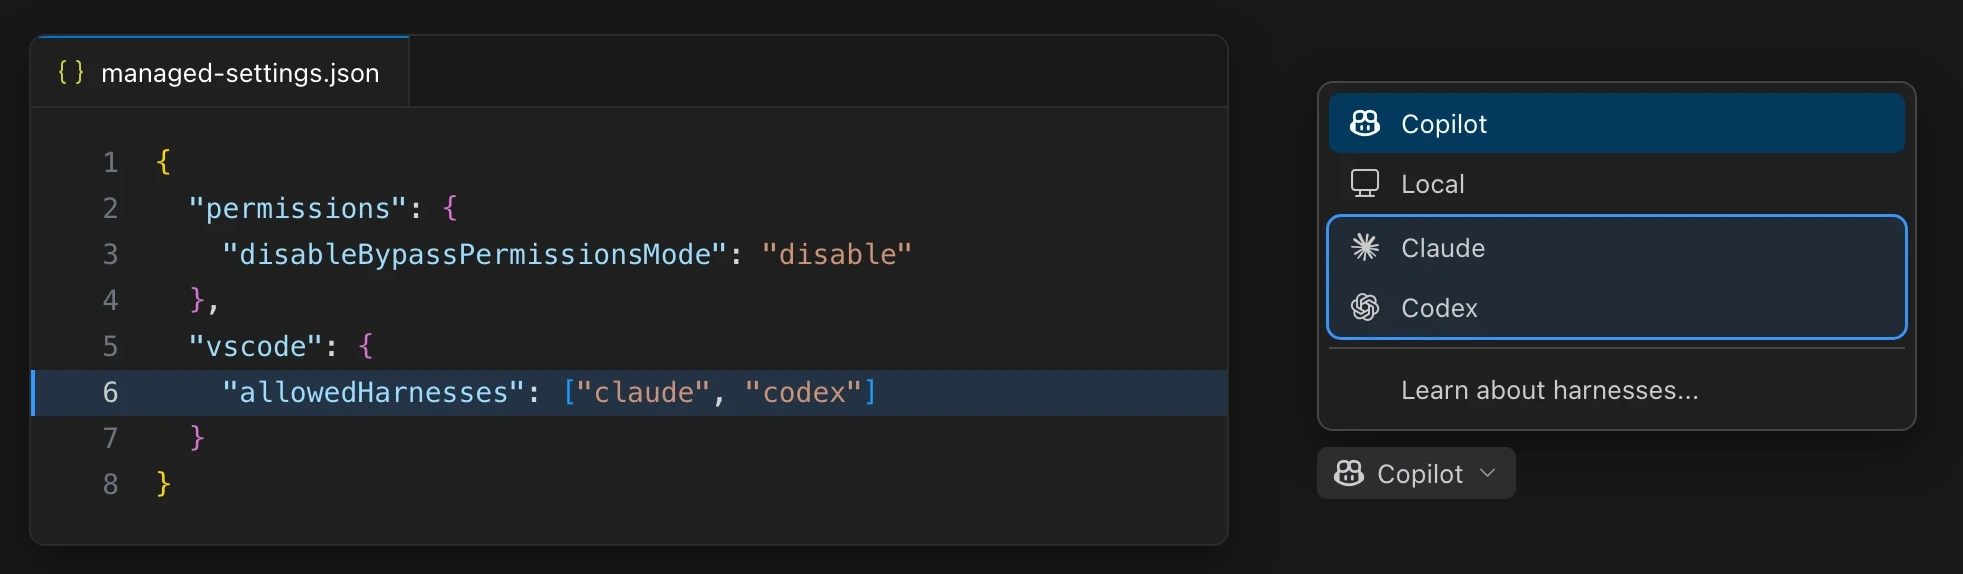 { } managed-settings.json
1 {
2   "permissions": {
3     "disableBypassPermissionsMode": "disable"
4   },
5   "vscode": {
6     "allowedHarnesses": ["claude", "codex"]
7   }
8 }
Copilot
Local
Claude
Codex
Learn about harnesses...
Copilot